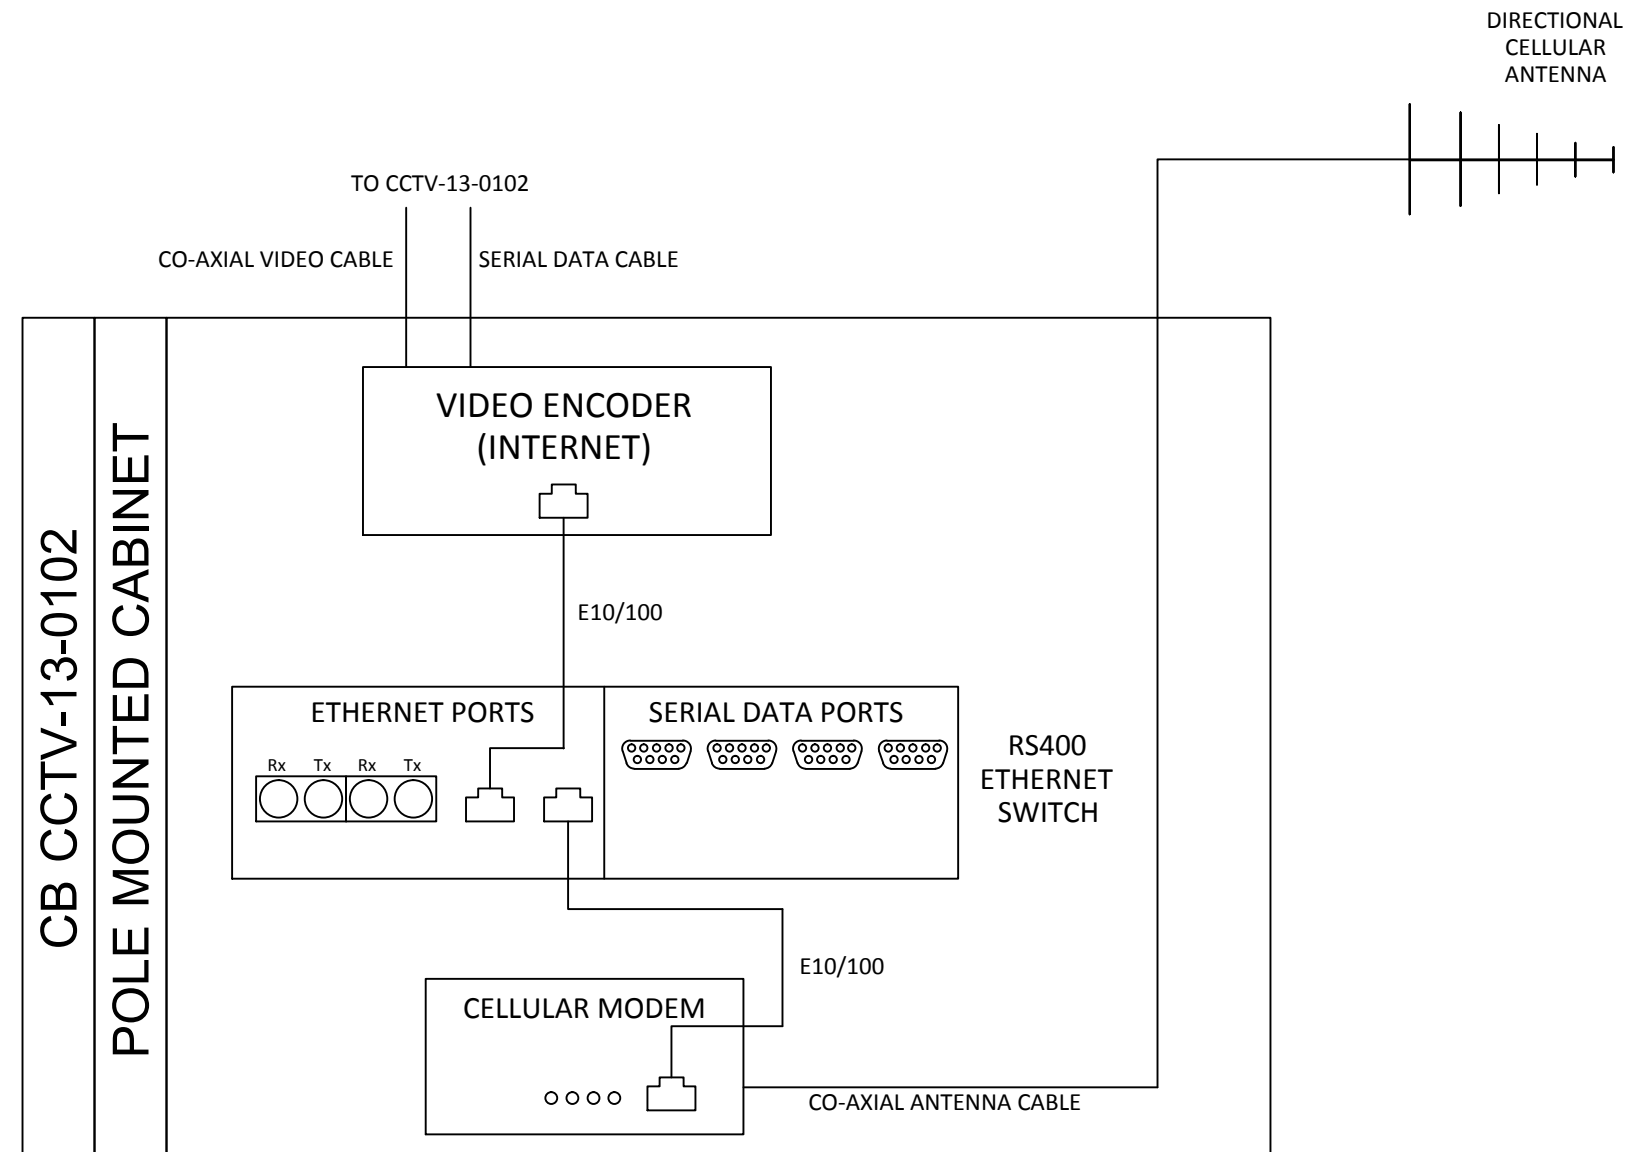 DIRECTIONAL
CELLULAR
ANTENNA
TO CCTV-13-0102
CO-AXIAL VIDEO CABLE
SERIAL DATA CABLE
CB CCTV-13-0102
POLE MOUNTED CABINET
VIDEO ENCODER
(INTERNET)
E10/100
ETHERNET PORTS
SERIAL DATA PORTS
Rx Tx Rx Tx
RS400
ETHERNET
SWITCH
E10/100
CELLULAR MODEM
CO-AXIAL ANTENNA CABLE